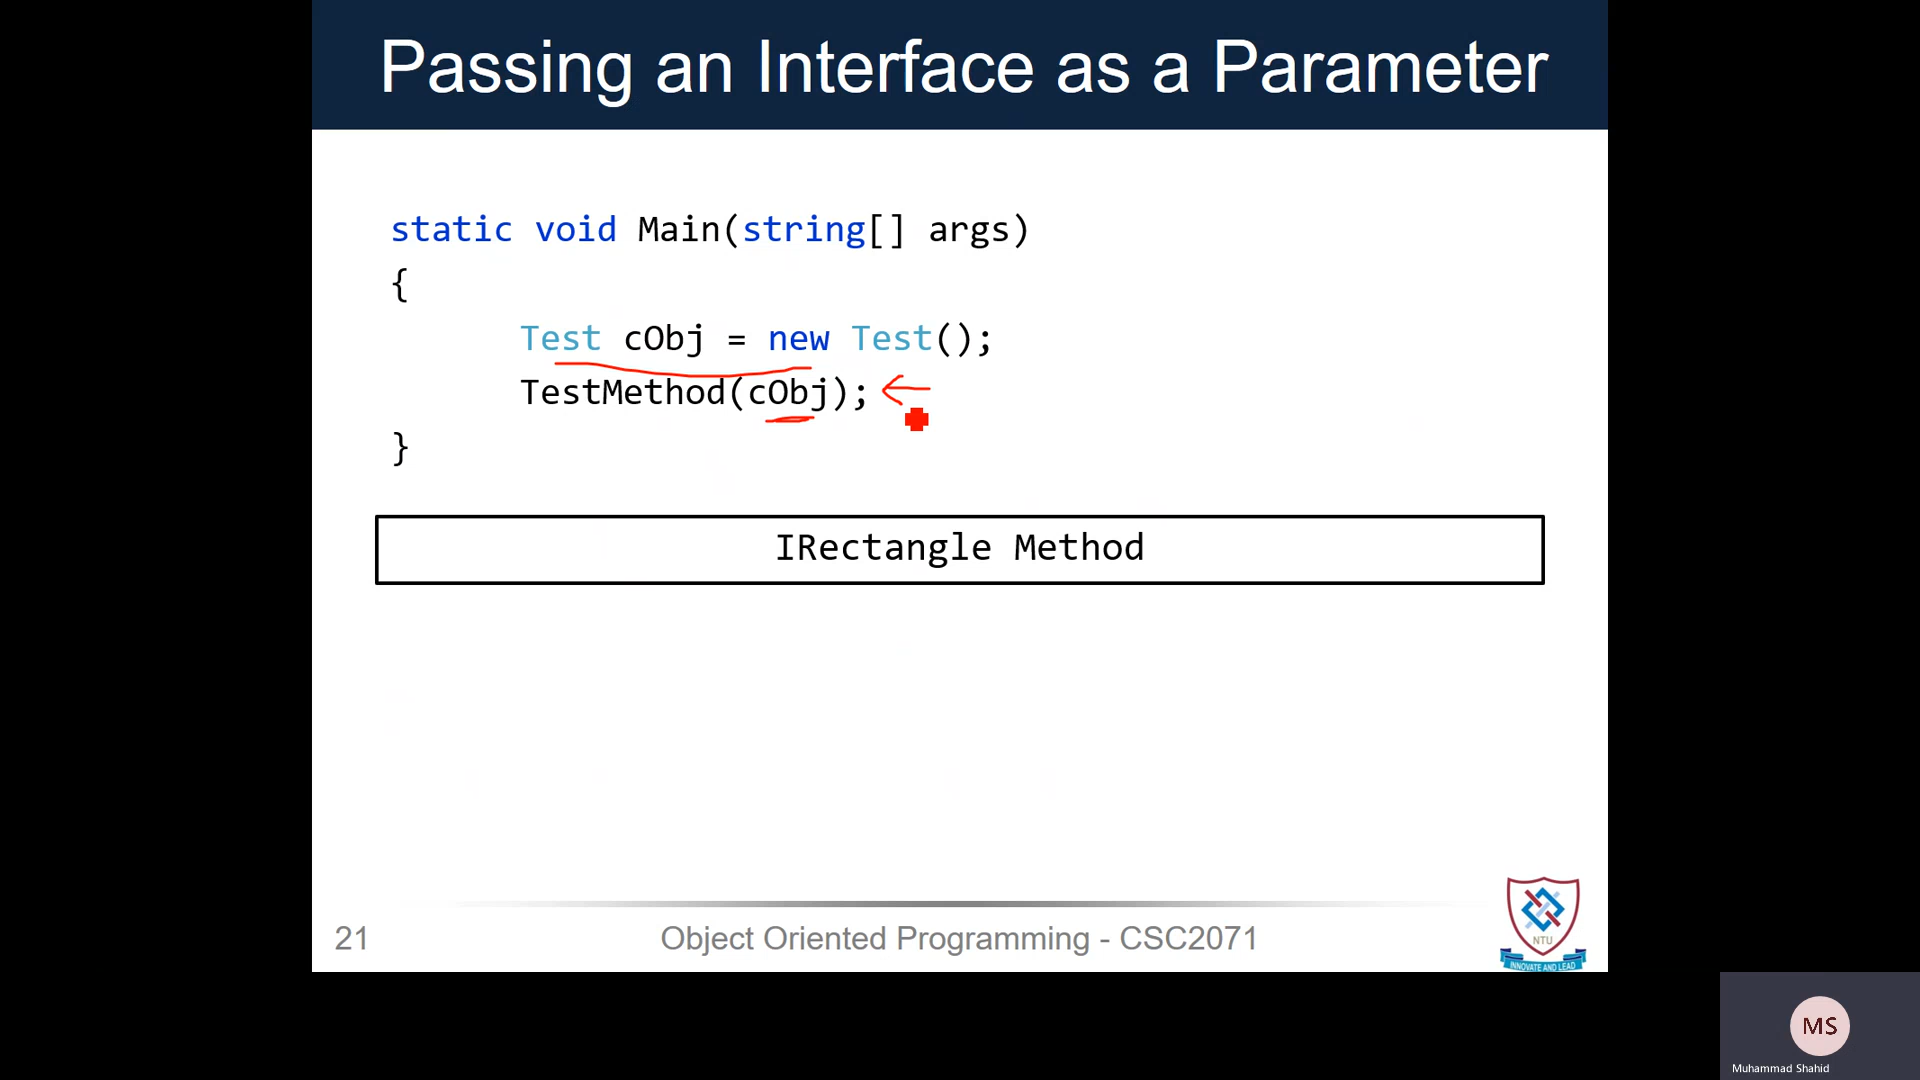 Passing an Interface as a Parameter
static void Main(string[] args)
{
Test cObj = new Test();
TestMethod(cObj);
}
IRectangle Method
21
Object Oriented Programming - CSC2071
NTU
INNOVATE AND LEAD
MS
Muhammad Shahid